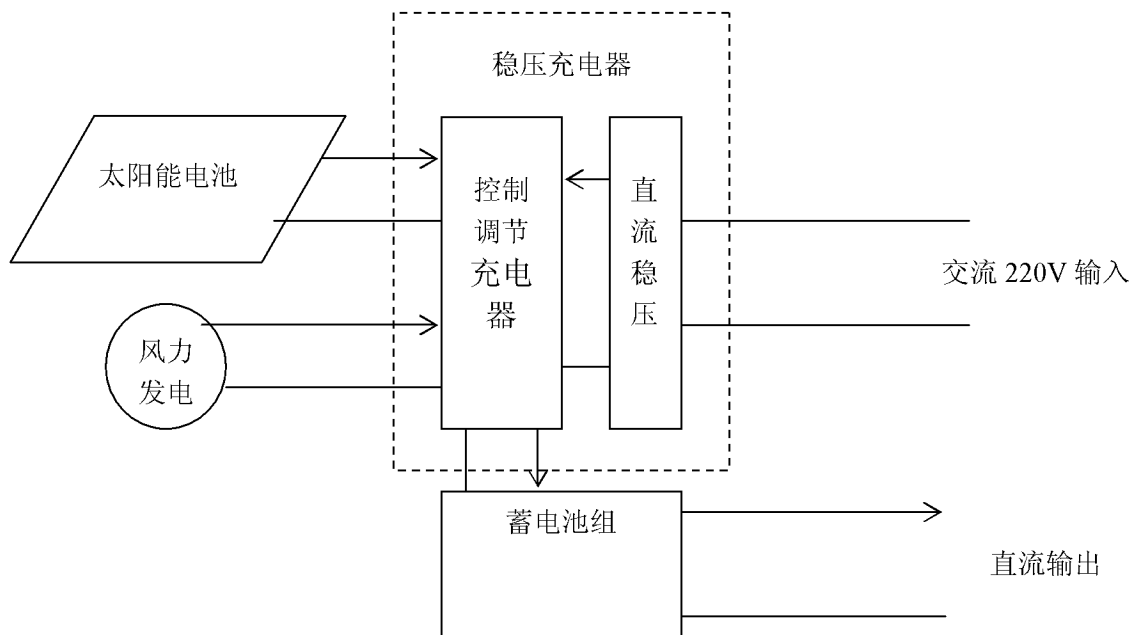 稳压充电器
太阳能电池
控制
调节
充电
器
直
流
稳
压
交流 220V 输入
风力
发电
蓄电池组
直流输出